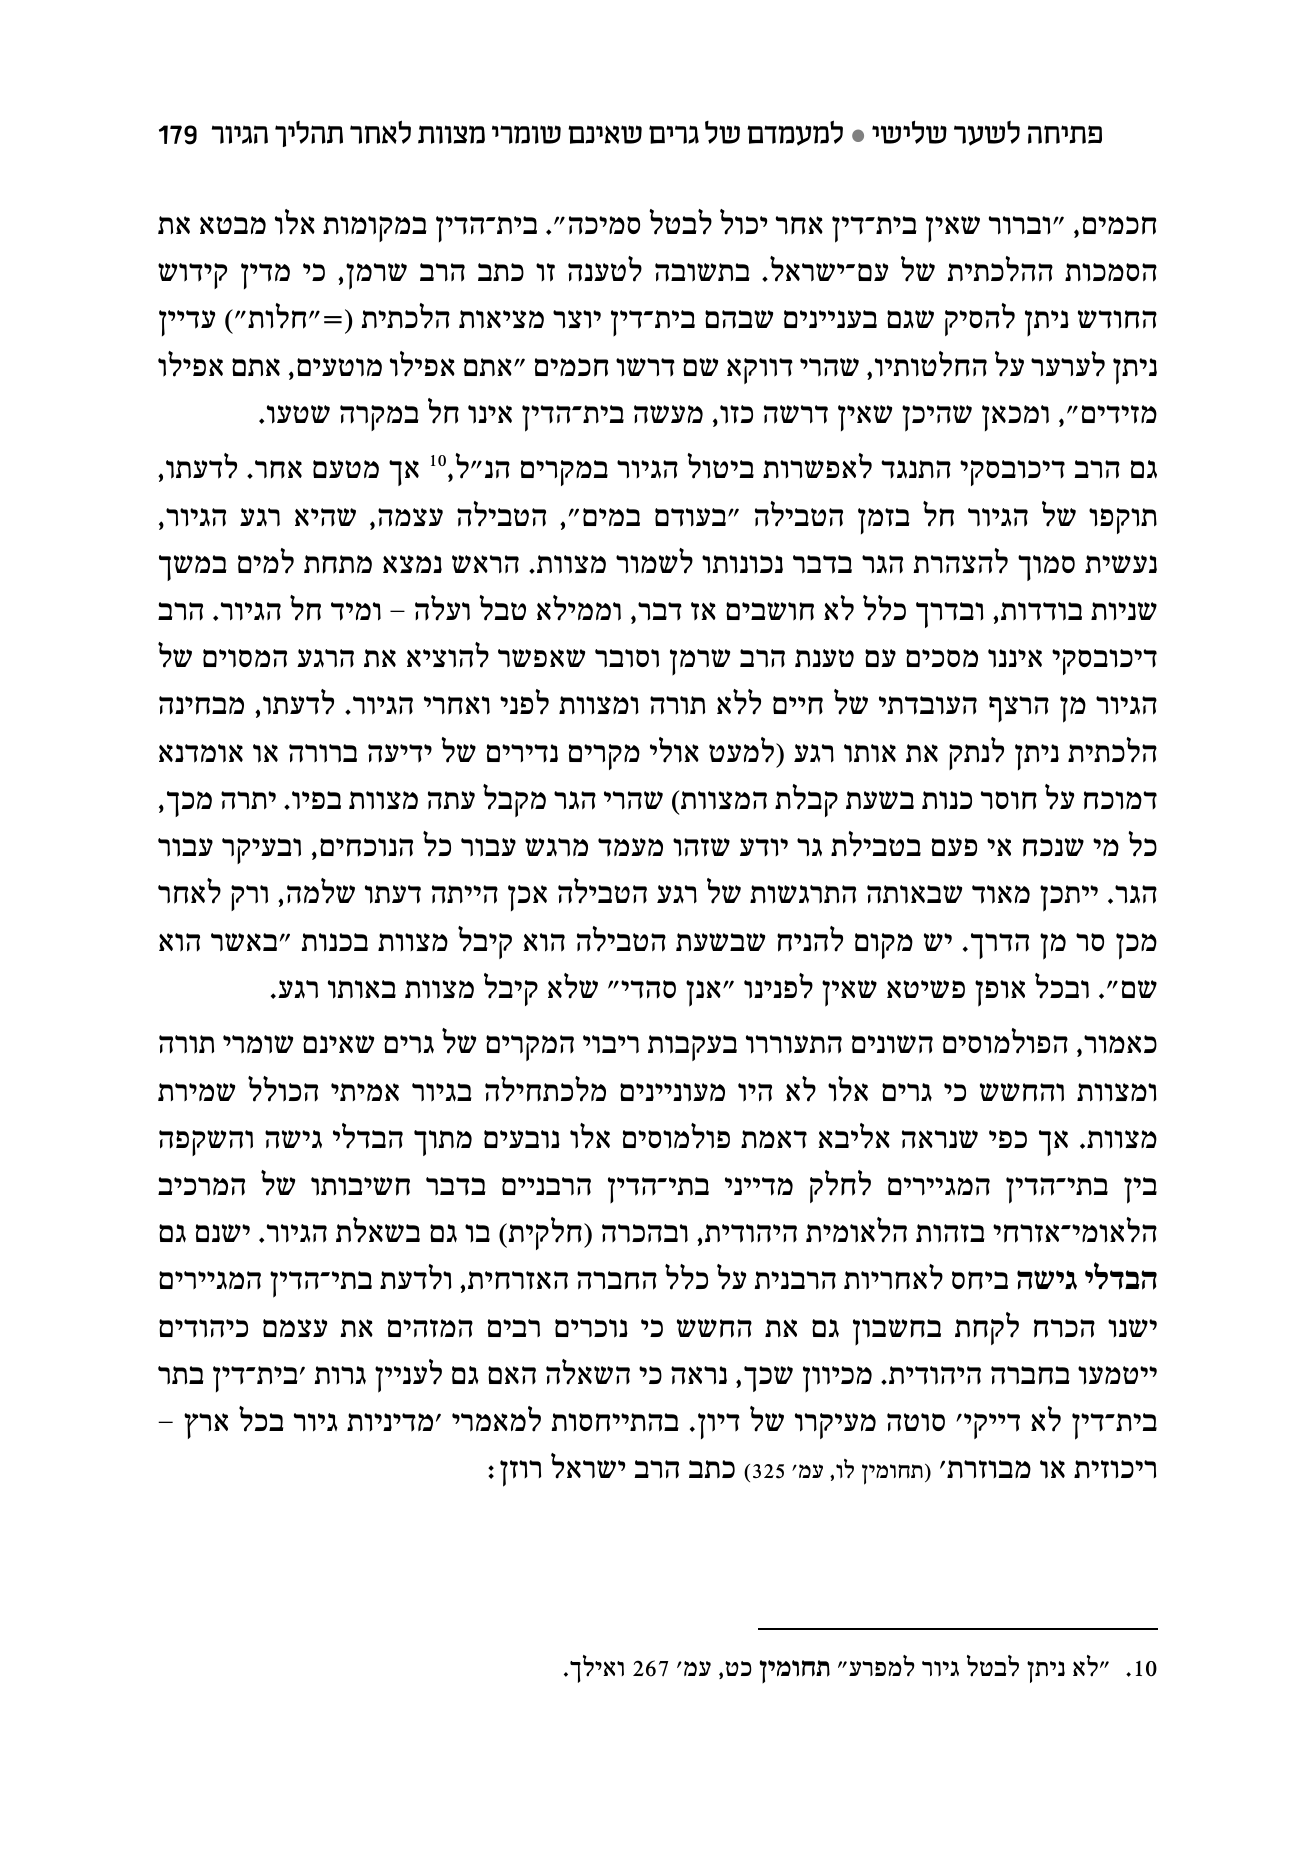 פתיחה לשער שלישי ● למעמדם של גרים שאינם שומרי מצוות לאחר תהליך הגיור 179
חכמים, ״וברור שאין בית־דין אחר יכול לבטל סמיכה״. בית־הדין במקומות אלו מבטא את
הסמכות ההלכתית של עם־ישראל. בתשובה לטענה זו כתב הרב שרמן, כי מדין קידוש
החודש ניתן להסיק שגם בעניינים שבהם בית־דין יוצר מציאות הלכתית (=״חלות״) עדיין
ניתן לערער על החלטותיו, שהרי דווקא שם דרשו חכמים ״אתם אפילו מוטעים, אתם אפילו
מזידים״, ומכאן שהיכן שאין דרשה כזו, מעשה בית־הדין אינו חל במקרה שטעו.
גם הרב דיכובסקי התנגד לאפשרות ביטול הגיור במקרים הנ״ל,10 אך מטעם אחר. לדעתו,
תוקפו של הגיור חל בזמן הטבילה ״בעודם במים״, הטבילה עצמה, שהיא רגע הגיור,
נעשית סמוך להצהרת הגר בדבר נכונותו לשמור מצוות. הראש נמצא מתחת למים במשך
שניות בודדות, ובדרך כלל לא חושבים אז דבר, וממילא טבל ועלה – ומיד חל הגיור. הרב
דיכובסקי איננו מסכים עם טענת הרב שרמן וסובר שאפשר להוציא את הרגע המסוים של
הגיור מן הרצף העובדתי של חיים ללא תורה ומצוות לפני ואחרי הגיור. לדעתו, מבחינה
הלכתית ניתן לנתק את אותו רגע (למעט אולי מקרים נדירים של ידיעה ברורה או אומדנא
דמוכח על חוסר כנות בשעת קבלת המצוות) שהרי הגר מקבל עתה מצוות בפיו. יתרה מכך,
כל מי שנכח אי פעם בטבילת גר יודע שזהו מעמד מרגש עבור כל הנוכחים, ובעיקר עבור
הגר. ייתכן מאוד שבאותה התרגשות של רגע הטבילה אכן הייתה דעתו שלמה, ורק לאחר
מכן סר מן הדרך. יש מקום להניח שבשעת הטבילה הוא קיבל מצוות בכנות ״באשר הוא
שם״. ובכל אופן פשיטא שאין לפנינו ״אנן סהדי״ שלא קיבל מצוות באותו רגע.
כאמור, הפולמוסים השונים התעוררו בעקבות ריבוי המקרים של גרים שאינם שומרי תורה
ומצוות והחשש כי גרים אלו לא היו מעוניינים מלכתחילה בגיור אמיתי הכולל שמירת
מצוות. אך כפי שנראה אליבא דאמת פולמוסים אלו נובעים מתוך הבדלי גישה והשקפה
בין בתי־הדין המגיירים לחלק מדייני בתי־הדין הרבניים בדבר חשיבותו של המרכיב
הלאומי־אזרחי בזהות הלאומית היהודית, ובהכרה (חלקית) בו גם בשאלת הגיור. ישנם גם
הבדלי גישה ביחס לאחריות הרבנית על כלל החברה האזרחית, ולדעת בתי־הדין המגיירים
ישנו הכרח לקחת בחשבון גם את החשש כי נוכרים רבים המזהים את עצמם כיהודים
ייטמעו בחברה היהודית. מכיוון שכך, נראה כי השאלה האם גם לעניין גרות ׳בית־דין בתר
בית־דין לא דייקי׳ סוטה מעיקרו של דיון. בהתייחסות למאמרי ׳מדיניות גיור בכל ארץ –
ריכוזית או מבוזרת׳ (תחומין לו, עמ׳ 325) כתב הרב ישראל רוזן:
10. ״לא ניתן לבטל גיור למפרע״ תחומין כט, עמ׳ 267 ואילך.